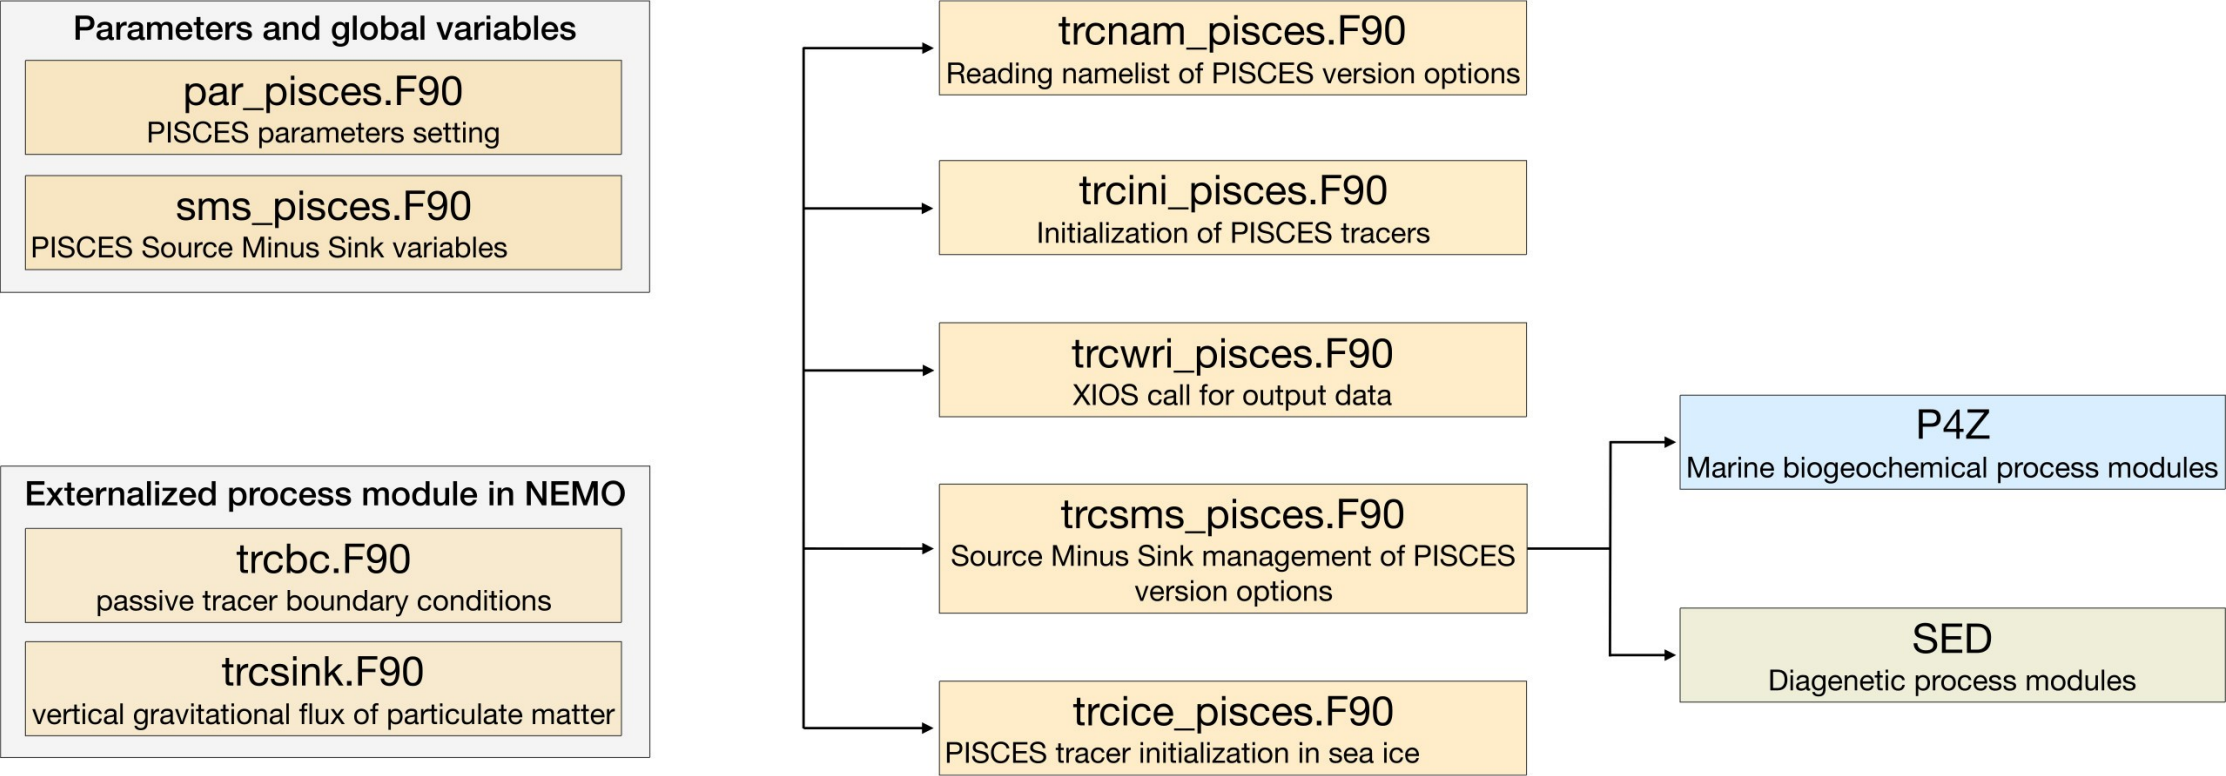 Parameters and global variables
par_pisces.F90
PISCES parameters setting
sms_pisces.F90
PISCES Source Minus Sink variables
Externalized process module in NEMO
trcbc.F90
passive tracer boundary conditions
trcsink.F90
vertical gravitational flux of particulate matter
trcnam_pisces.F90
Reading namelist of PISCES version options
trcini_pisces.F90
Initialization of PISCES tracers
trcwri_pisces.F90
XIOS call for output data
trcsms_pisces.F90
Source Minus Sink management of PISCES
version options
trcice_pisces.F90
PISCES tracer initialization in sea ice
P4Z
Marine biogeochemical process modules
SED
Diagenetic process modules